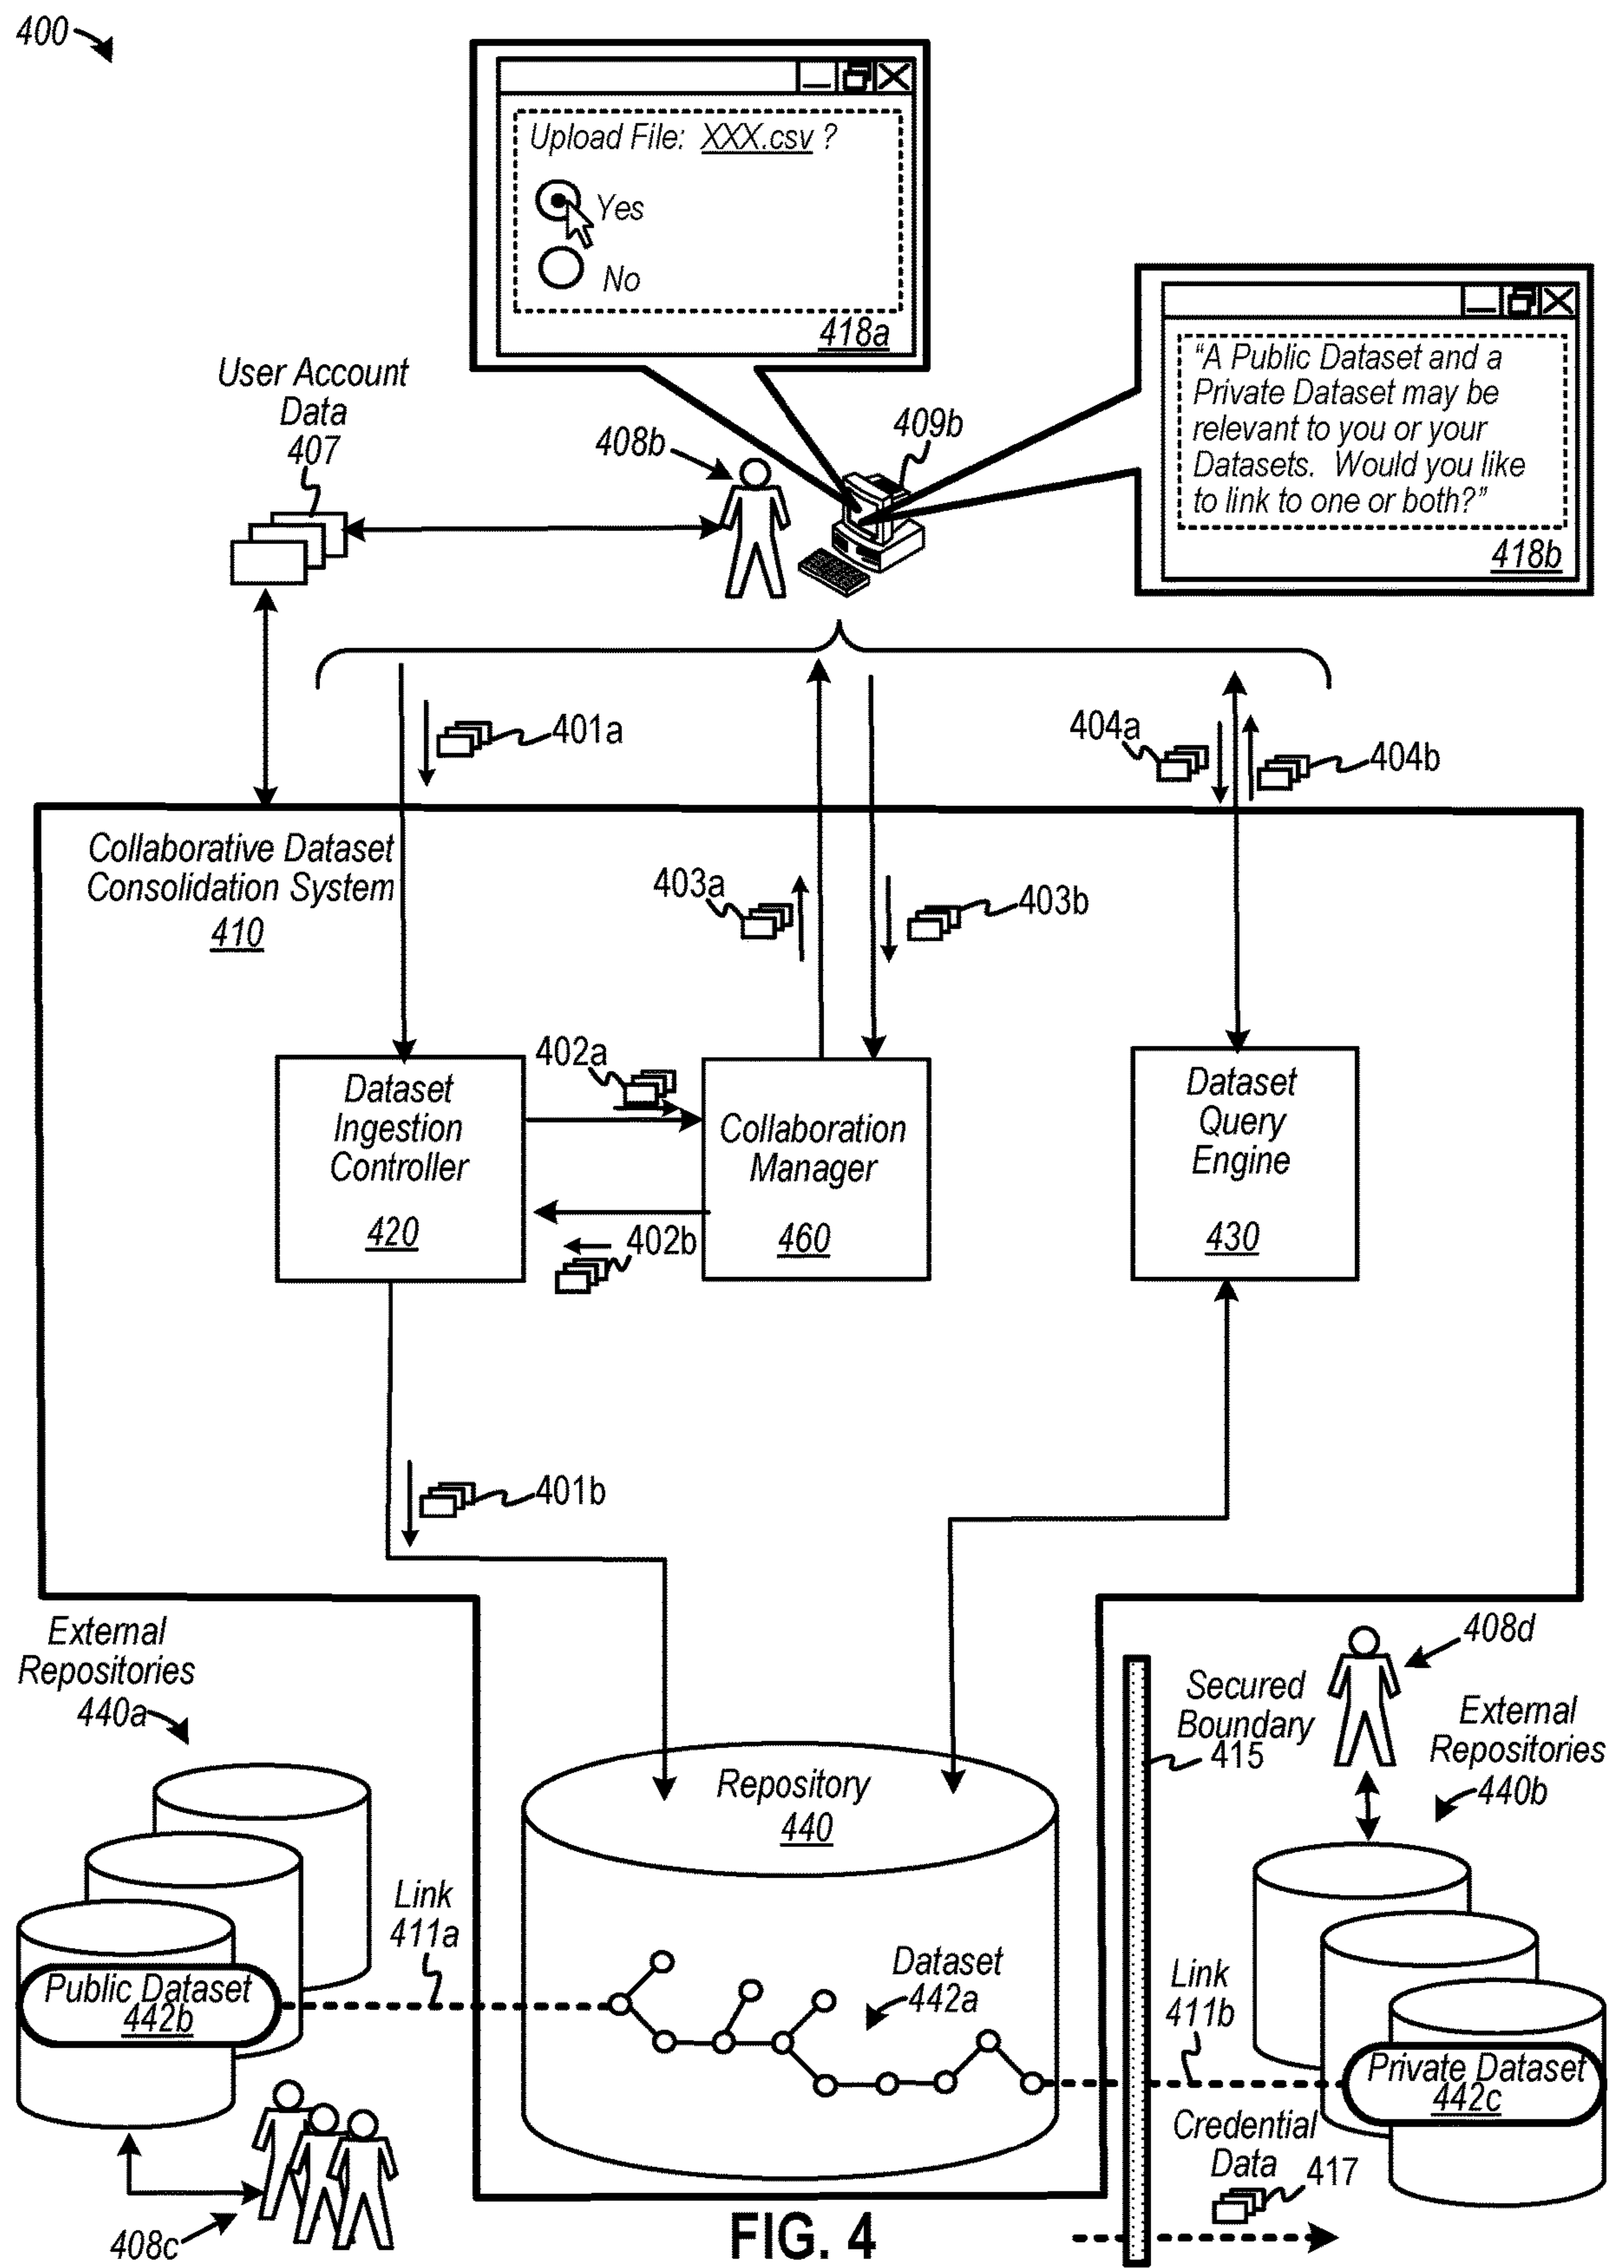 400
Upload File: XXX.csv ?
Yes
No
418a
"A Public Dataset and a
Private Dataset may be
relevant to you or your
Datasets. Would you like
to link to one or both?"
418b
User Account
Data
407
408b
409b
401a
404a
404b
Collaborative Dataset
Consolidation System
410
403a
403b
402a
Dataset
Ingestion
Controller
420
Collaboration
Manager
460
Dataset
Query
Engine
430
402b
401b
External
Repositories
440a
408d
Secured
Boundary
415
External
Repositories
440b
Repository
440
Link
411a
Dataset
442a
Link
411b
Public Dataset
442b
Private Dataset
442c
Credential
Data
417
408c
FIG. 4